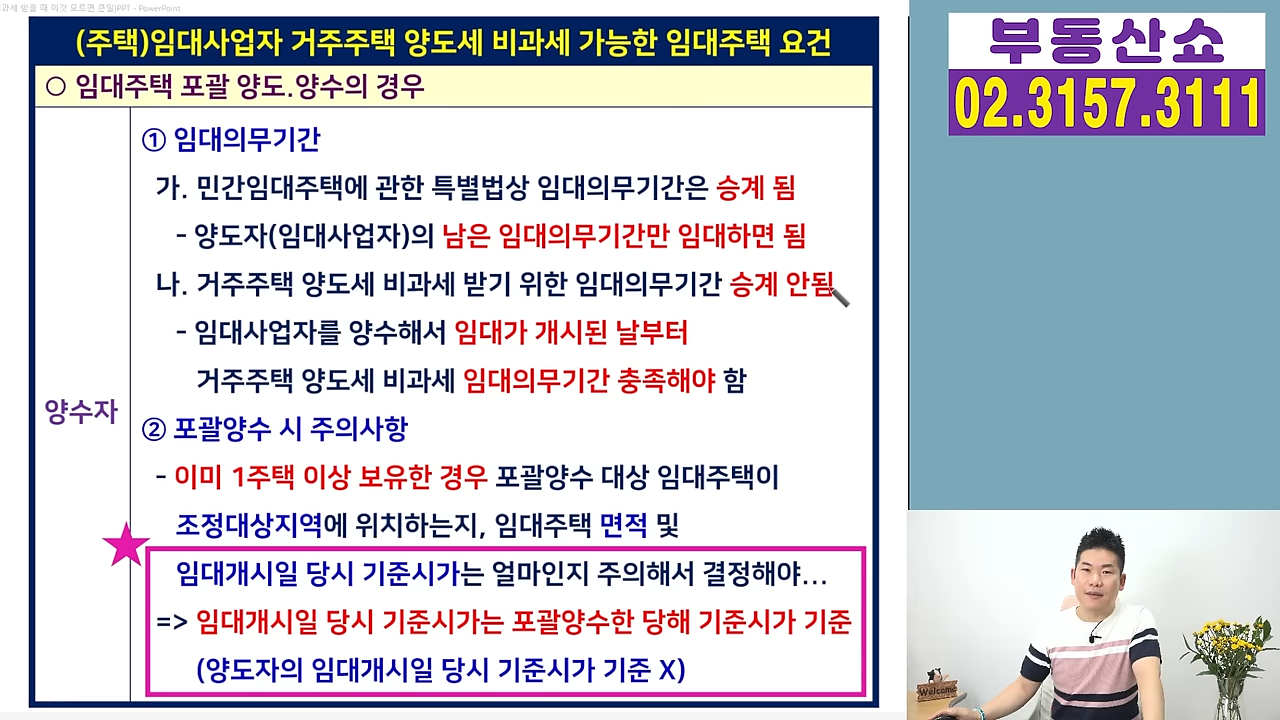 과세 받을 때 이것 모르면 큰일)PPT - PowerPoint
(주택)임대사업자 거주주택 양도세 비과세 가능한 임대주택 요건
○ 임대주택 포괄 양도.양수의 경우
양수자
① 임대의무기간
가. 민간임대주택에 관한 특별법상 임대의무기간은 승계 됨
- 양도자(임대사업자)의 남은 임대의무기간만 임대하면 됨
나. 거주주택 양도세 비과세 받기 위한 임대의무기간 승계 안됨
- 임대사업자를 양수해서 임대가 개시된 날부터
거주주택 양도세 비과세 임대의무기간 충족해야 함
② 포괄양수 시 주의사항
- 이미 1주택 이상 보유한 경우 포괄양수 대상 임대주택이
조정대상지역에 위치하는지, 임대주택 면적 및
임대개시일 당시 기준시가는 얼마인지 주의해서 결정해야...
=> 임대개시일 당시 기준시가는 포괄양수한 당해 기준시가 기준
(양도자의 임대개시일 당시 기준시가 기준 X)
부동산쇼
02.3157.3111
Welcome